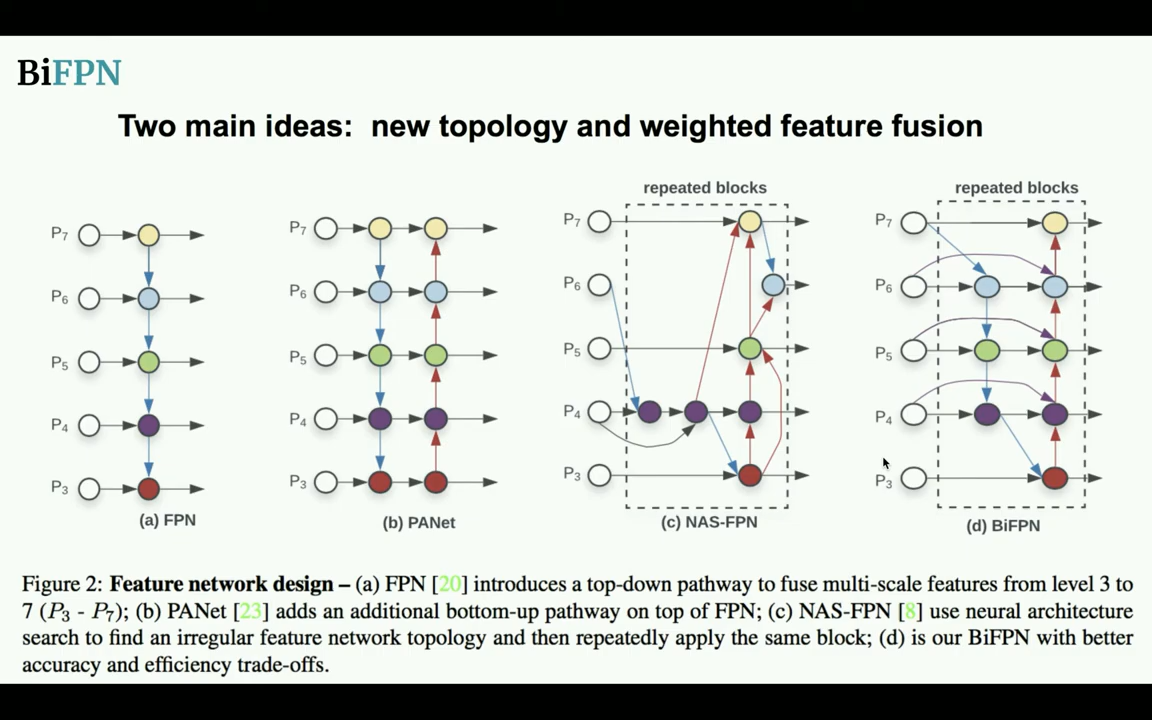 BiFPN
Two main ideas: new topology and weighted feature fusion
repeated blocks
repeated blocks
P7
P6
P5
P4
P3
(a) FPN
P7
P6
P5
P4
P3
(b) PANet
P7
P6
P5
P4
P3
(c) NAS-FPN
P7
P6
P5
P4
P3
(d) BiFPN
Figure 2: Feature network design – (a) FPN [20] introduces a top-down pathway to fuse multi-scale features from level 3 to
7 (P3 - P7); (b) PANet [23] adds an additional bottom-up pathway on top of FPN; (c) NAS-FPN [8] use neural architecture
search to find an irregular feature network topology and then repeatedly apply the same block; (d) is our BiFPN with better
accuracy and efficiency trade-offs.